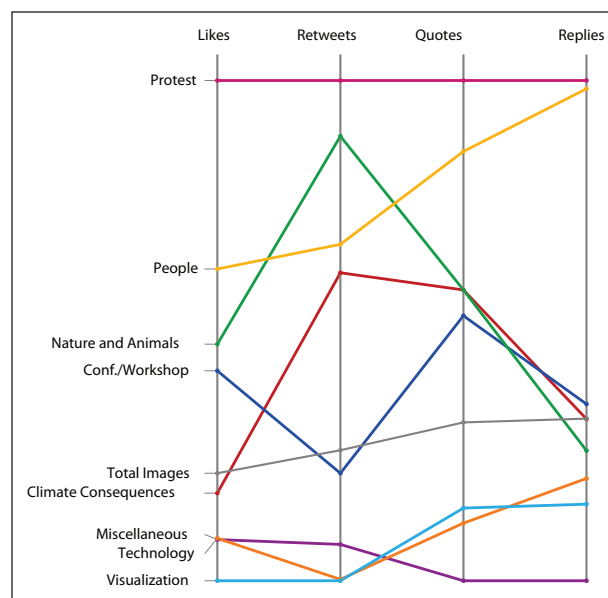 Likes Retweets Quotes Replies
Protest
People
Nature and Animals
Conf./Workshop
Total Images
Climate Consequences
Miscellaneous
Technology
Visualization